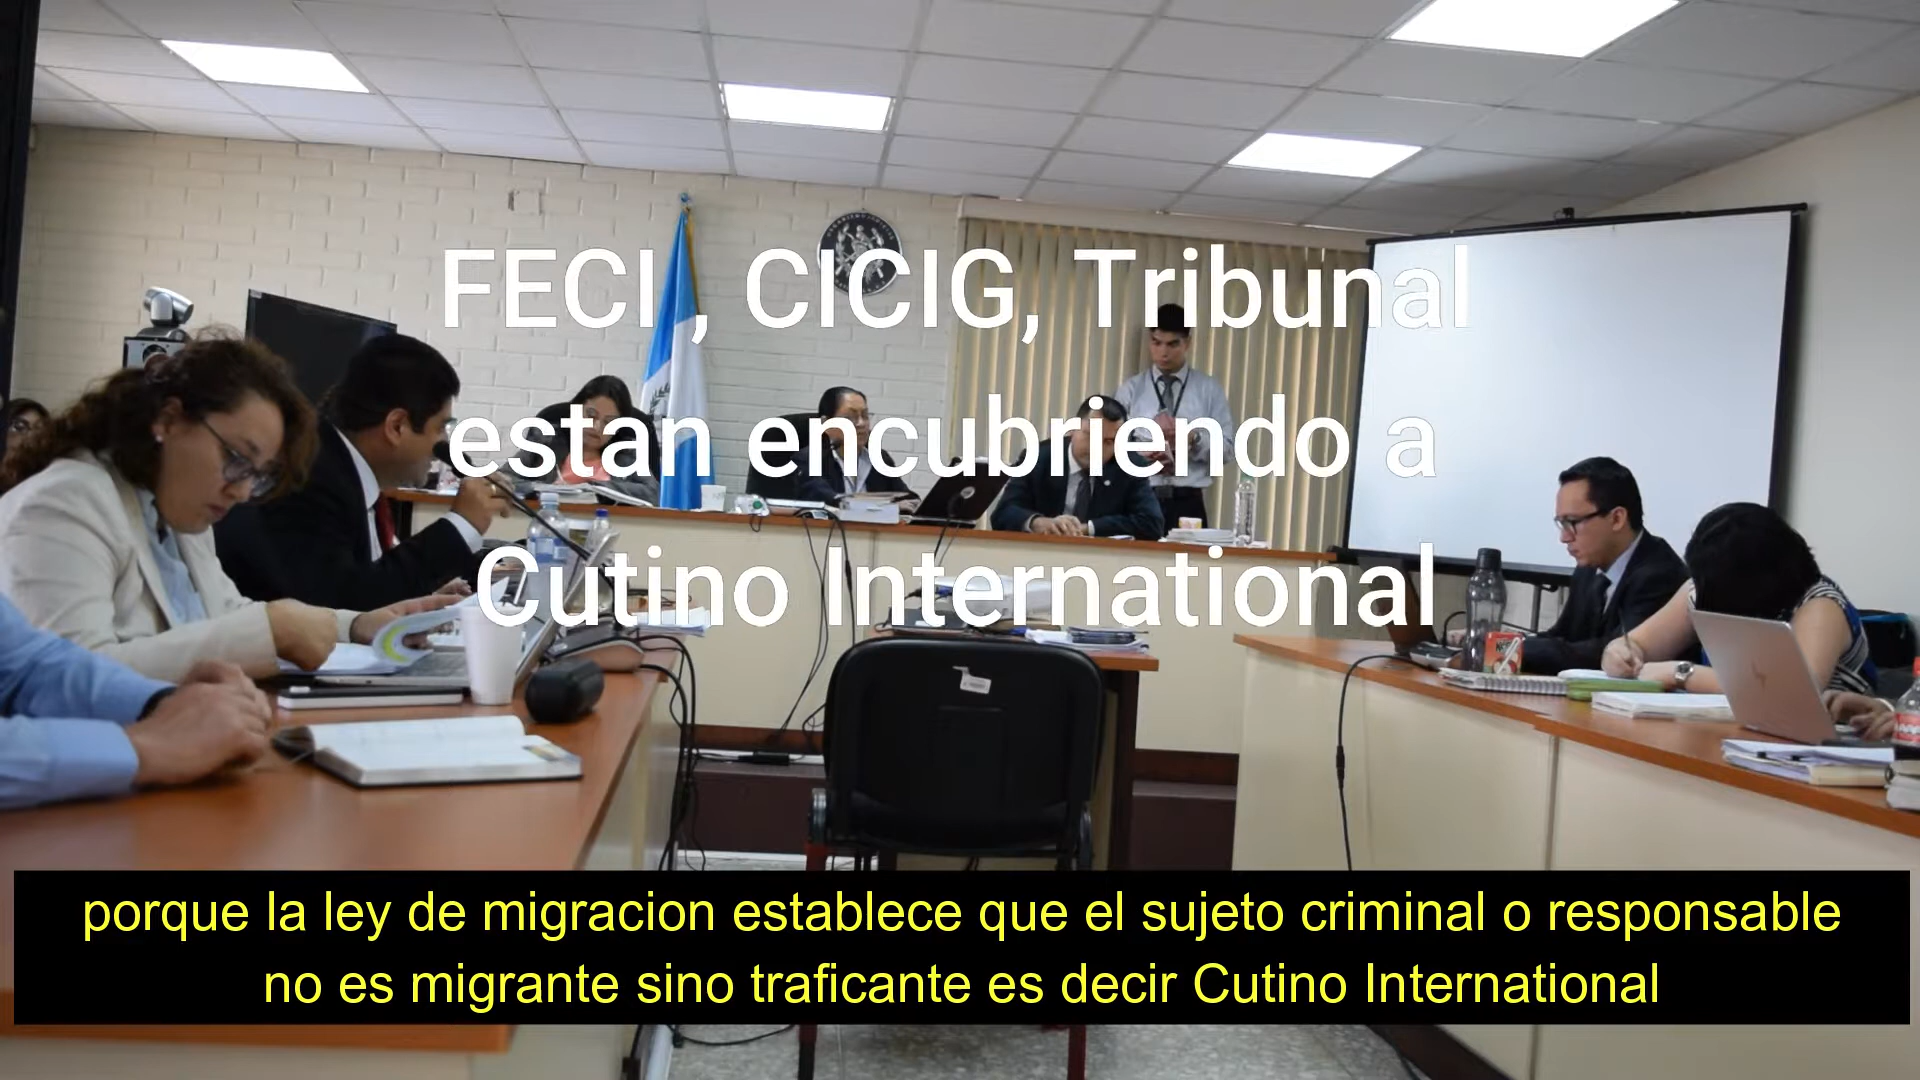 FECI , CICIG, Tribunal
estan encubriendo a
Cutino International
porque la ley de migracion establece que el sujeto criminal o responsable
no es migrante sino traficante es decir Cutino International